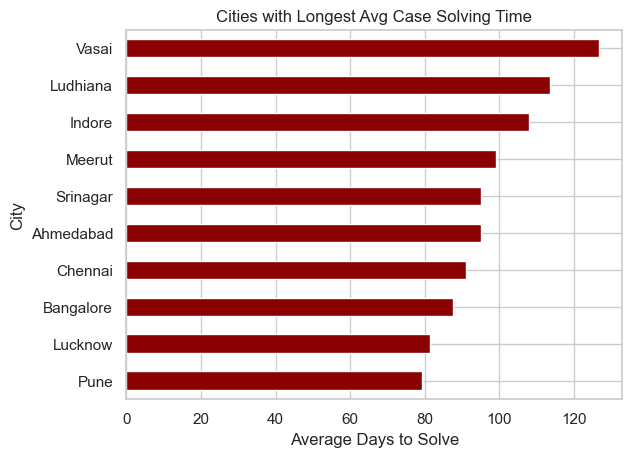 Cities with Longest Avg Case Solving Time
Vasai
Ludhiana
Indore
Meerut
Srinagar
Ahmedabad
Chennai
Bangalore
Lucknow
Pune
City
0 20 40 60 80 100 120
Average Days to Solve